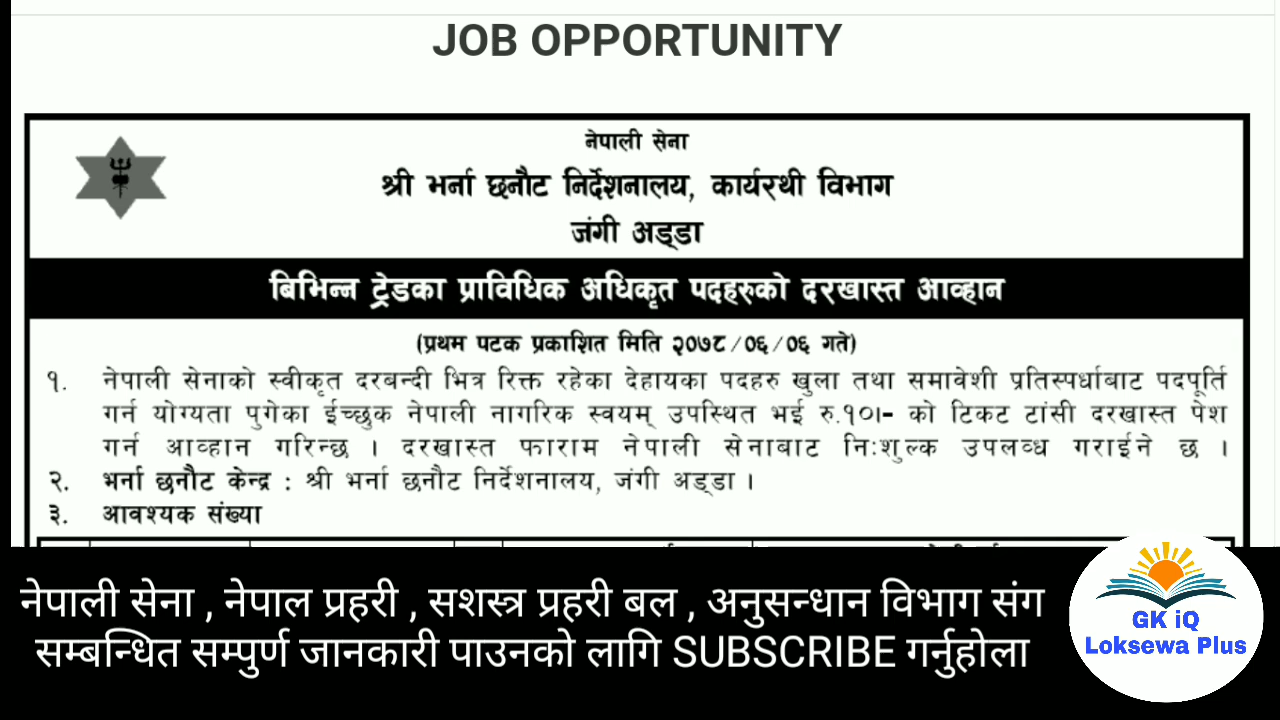 JOB OPPORTUNITY
नेपाली सेना
श्री भर्ना छनौट निर्देशनालय, कार्यरथी विभाग
जंगी अड्डा
बिभिन्न ट्रेडका प्राविधिक अधिकृत पदहरुको दरखास्त आव्हान
(प्रथम पटक प्रकाशित मिति २०७८/०६/०६ गते)
१. नेपाली सेनाको स्वीकृत दरबन्दी भित्र रिक्त रहेका देहायका पदहरु खुला तथा समावेशी प्रतिस्पर्धाबाट पदपूर्ति
गर्न योग्यता पुगेका ईच्छुक नेपाली नागरिक स्वयम् उपस्थित भई रु.१०।- को टिकट टांसी दरखास्त पेश
गर्न आव्हान गरिन्छ । दरखास्त फाराम नेपाली सेनाबाट निःशुल्क उपलब्ध गराईने छ ।
२. भर्ना छनौट केन्द्र : श्री भर्ना छनौट निर्देशनालय, जंगी अड्डा ।
३. आवश्यक संख्या
नेपाली सेना , नेपाल प्रहरी , सशस्त्र प्रहरी बल , अनुसन्धान विभाग संग
सम्बन्धित सम्पुर्ण जानकारी पाउनको लागि SUBSCRIBE गर्नुहोला
GK iQ
Loksewa Plus